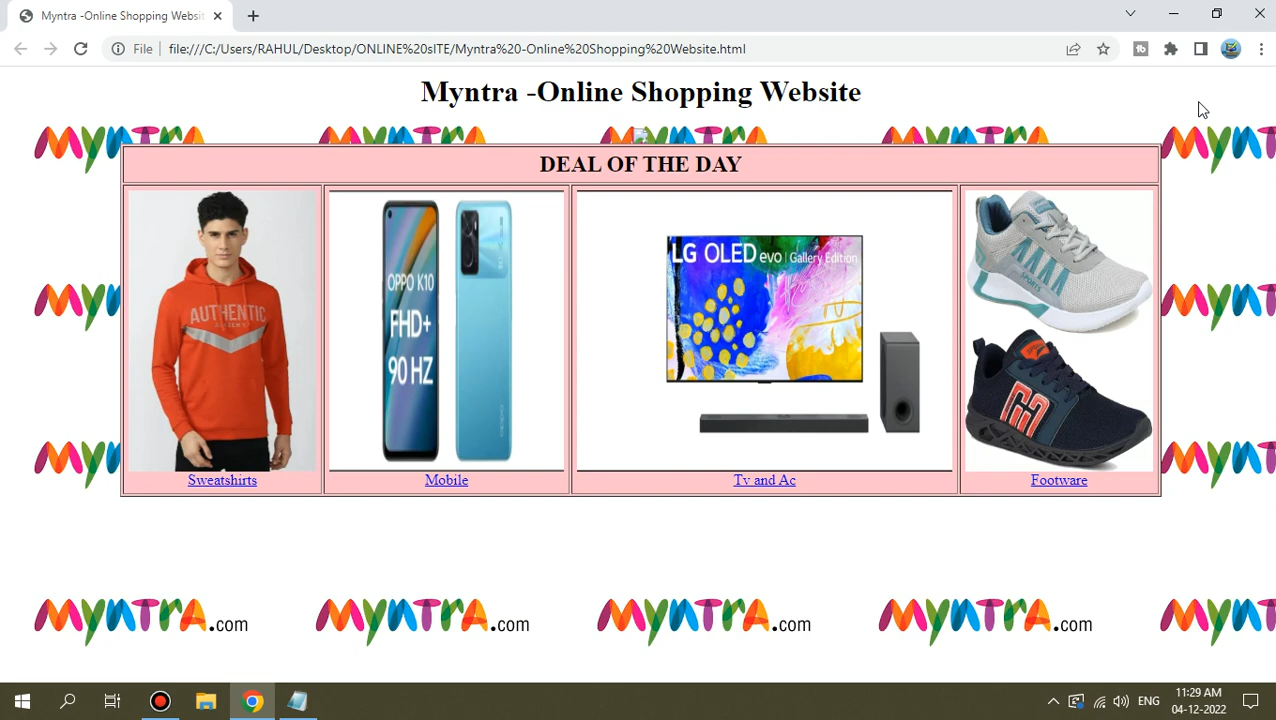 Myntra -Online Shopping Websit
File
file:///C:/Users/RAHUL/Desktop/ONLINE%20sITE/Myntra%20-Online%20Shopping%20Website.html
Myntra -Online Shopping Website
DEAL OF THE DAY
AUTHENTIC
OPPO K10
FHD+
90 HZ
LG OLED evo | Gallery Edition
SPORTS
Sweatshirts
Mobile
Tv and Ac
Footware
MYNTRA.com
MYNTRA.com
MYNTRA.com
MYNTRA.com
ENG
11:29 AM
04-12-2022